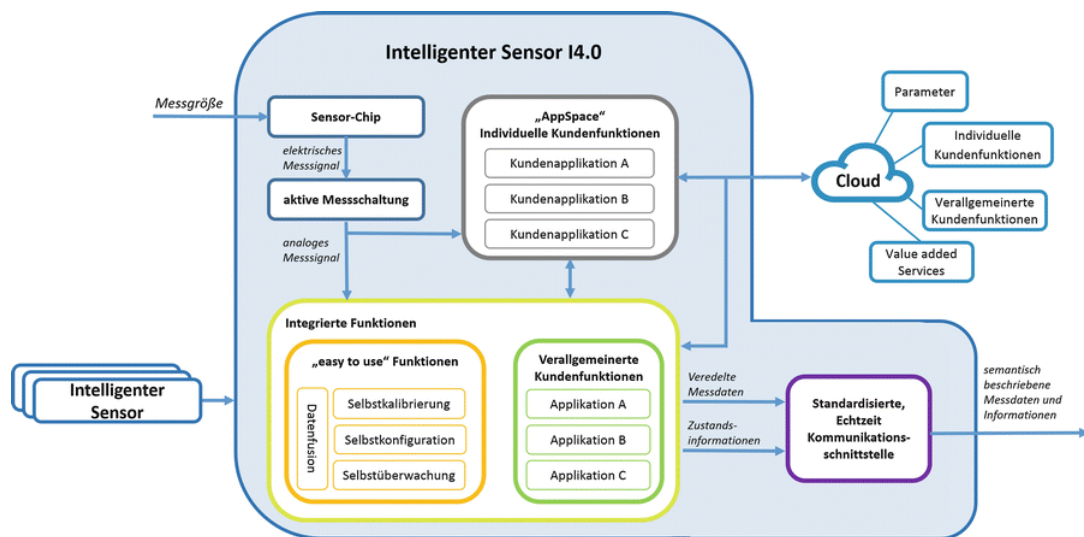 Intelligenter Sensor I4.0
Messgröße
Sensor-Chip
elektrisches
Messsignal
aktive Messschaltung
analoges
Messsignal
„AppSpace“
Individuelle Kundenfunktionen
Kundenapplikation A
Kundenapplikation B
Kundenapplikation C
Cloud
Parameter
Individuelle
Kundenfunktionen
Verallgemeinerte
Kundenfunktionen
Value added
Services
Integrierte Funktionen
„easy to use“ Funktionen
Datenfusion
Selbstkalibrierung
Selbstkonfiguration
Selbstüberwachung
Verallgemeinerte
Kundenfunktionen
Applikation A
Applikation B
Applikation C
Intelligenter
Sensor
Veredelte
Messdaten
Zustands-
informationen
Standardisierte,
Echtzeit
Kommunikations-
schnittstelle
semantisch
beschriebene
Messdaten und
Informationen